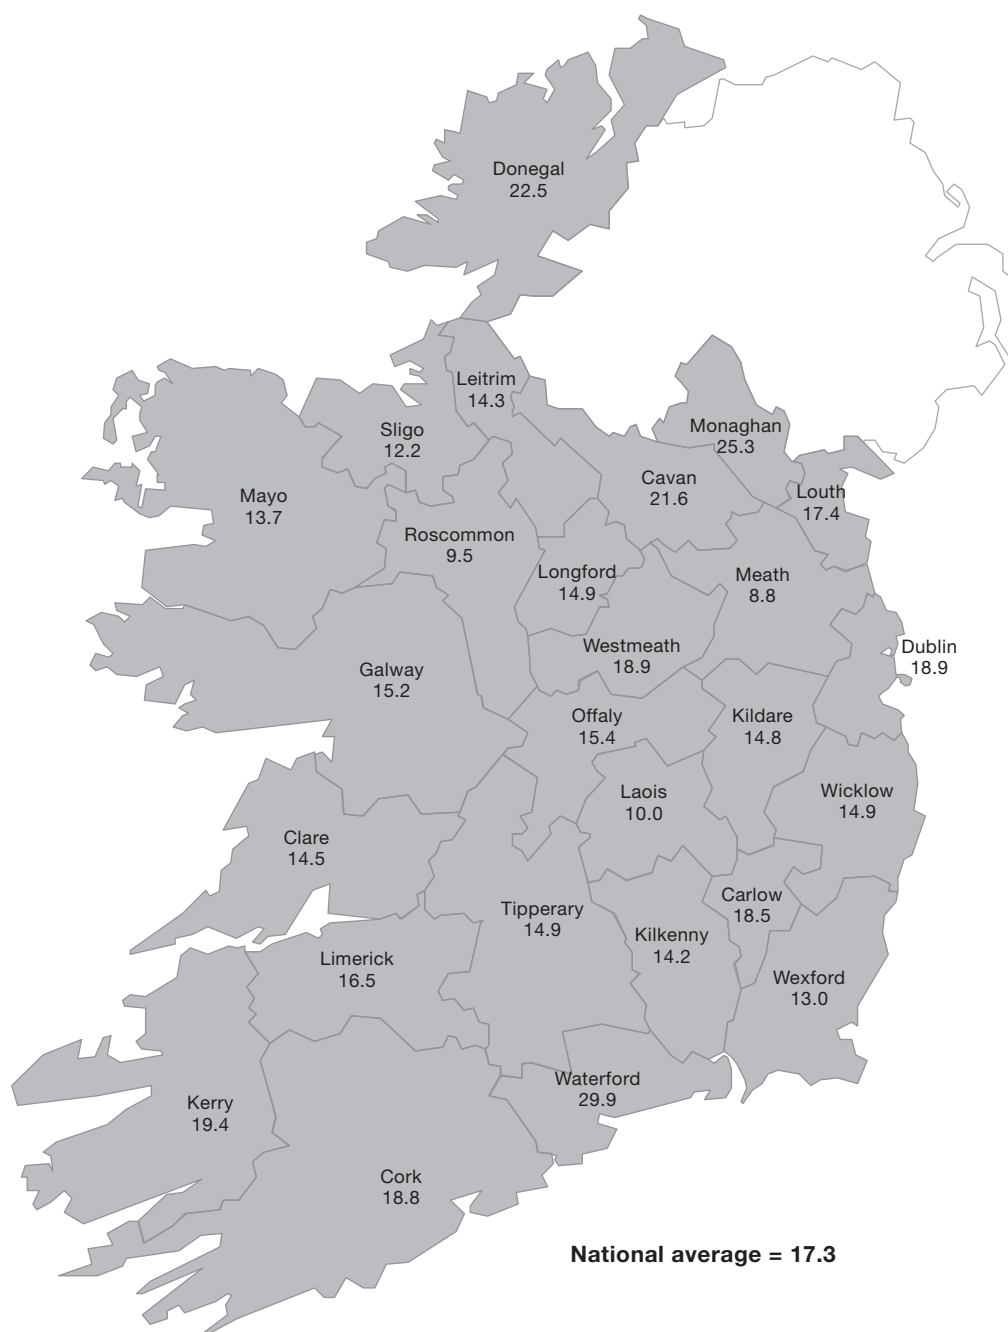 Donegal
22.5
Leitrim
14.3
Monaghan
25.3
Sligo
12.2
Cavan
21.6
Louth
17.4
Mayo
13.7
Roscommon
9.5
Longford
14.9
Meath
8.8
Westmeath
18.9
Dublin
18.9
Galway
15.2
Offaly
15.4
Kildare
14.8
Laois
10.0
Wicklow
14.9
Clare
14.5
Carlow
18.5
Tipperary
14.9
Kilkenny
14.2
Limerick
16.5
Wexford
13.0
Waterford
29.9
Kerry
19.4
Cork
18.8
National average = 17.3